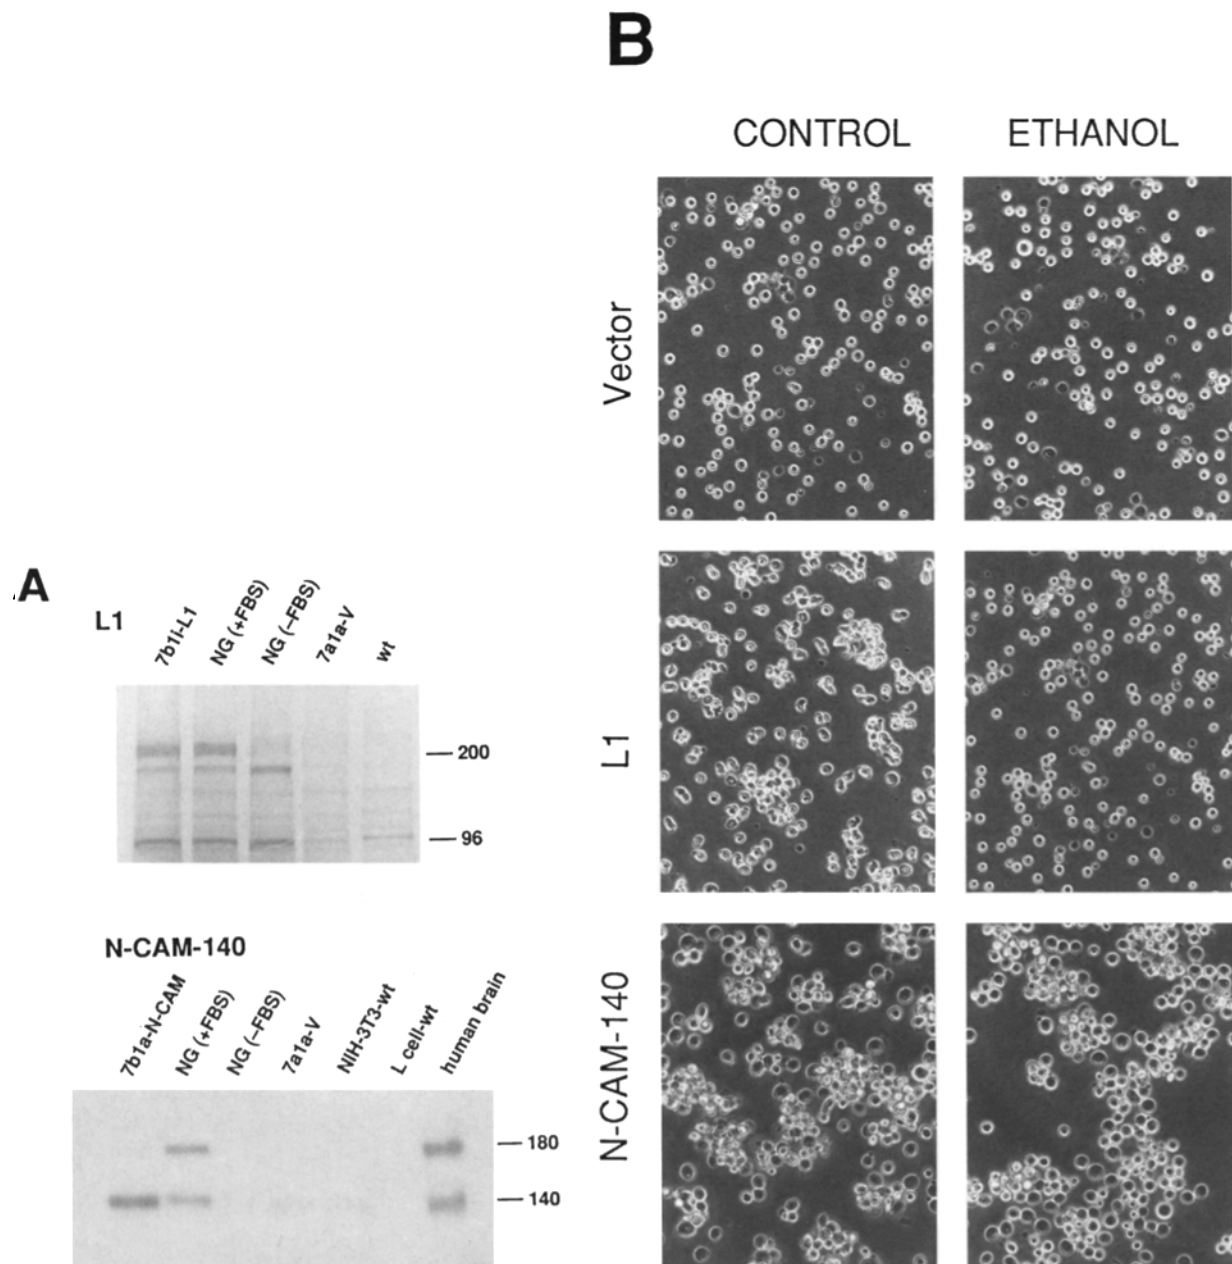 B
CONTROL
ETHANOL
Vector
L1
N-CAM-140
A
L1
7b1i-L1
NG (+FBS)
NG (–FBS)
7a1a-V
wt
200
96
N-CAM-140
7b1a-N-CAM
NG (+FBS)
NG (–FBS)
7a1a-V
NIH-3T3-wt
L cell-wt
human brain
180
140